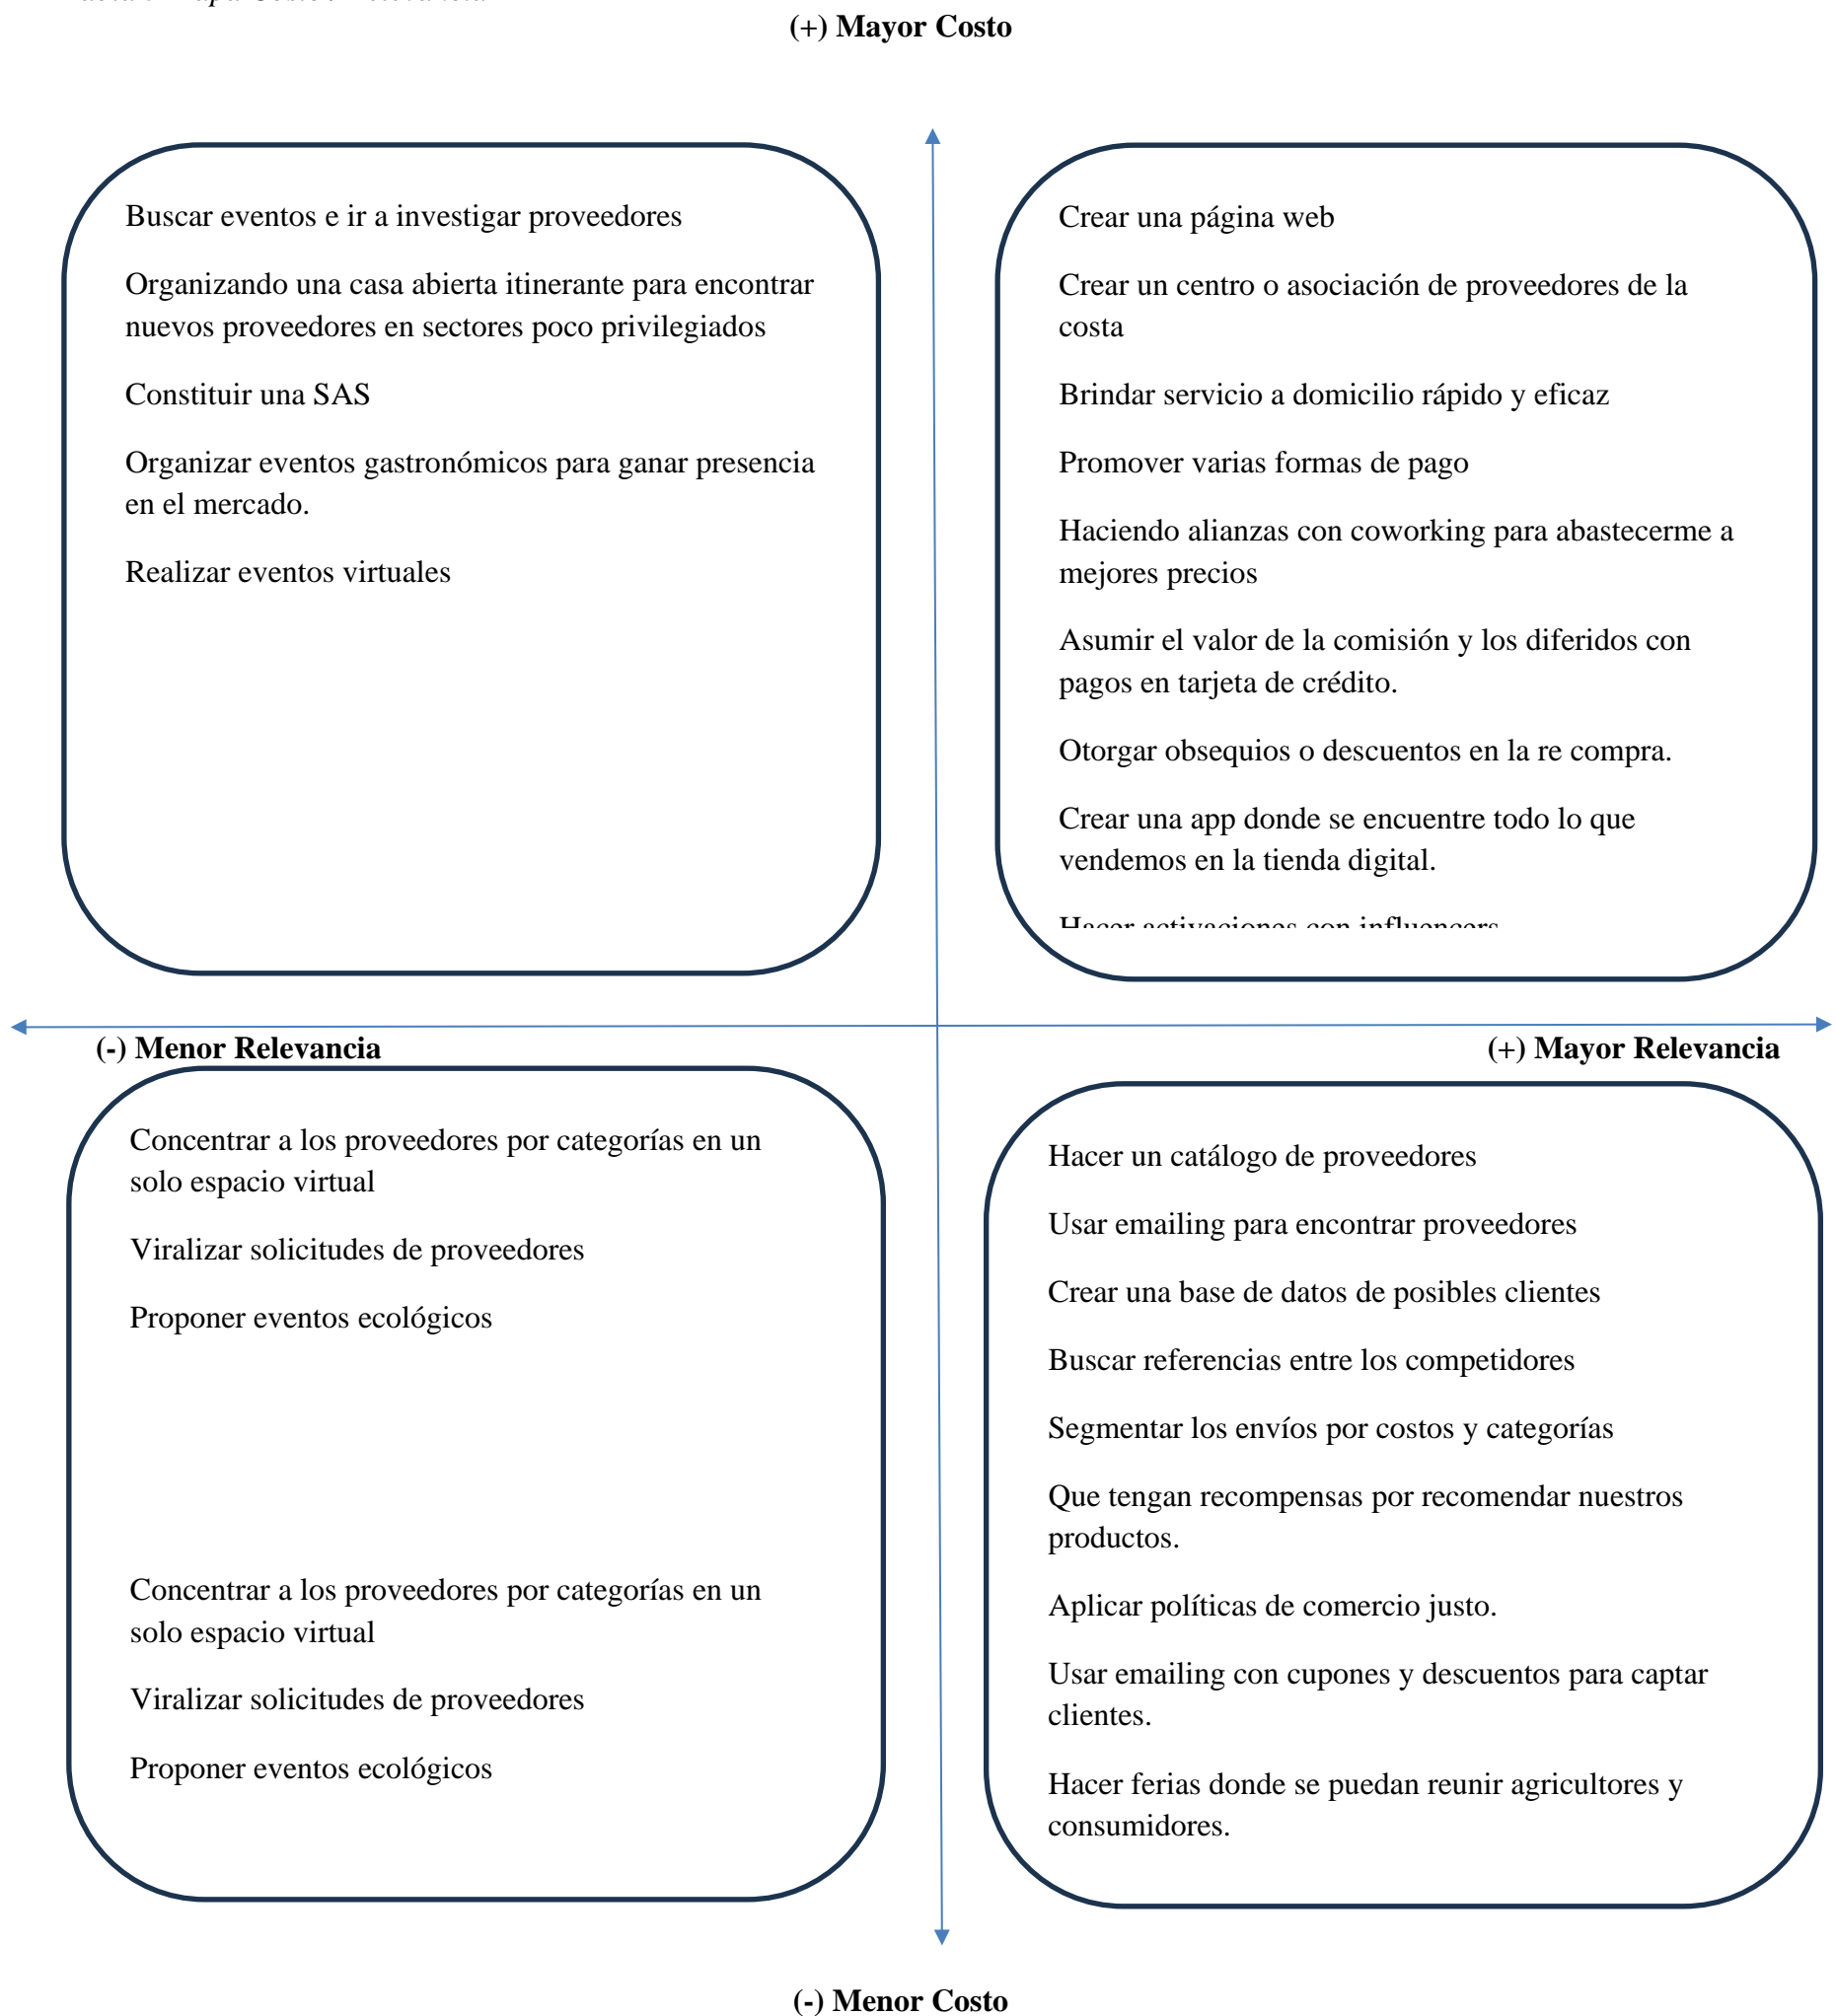 (+) Mayor Costo
Buscar eventos e ir a investigar proveedores
Organizando una casa abierta itinerante para encontrar
nuevos proveedores en sectores poco privilegiados
Constituir una SAS
Organizar eventos gastronómicos para ganar presencia
en el mercado.
Realizar eventos virtuales
Crear una página web
Crear un centro o asociación de proveedores de la
costa
Brindar servicio a domicilio rápido y eficaz
Promover varias formas de pago
Haciendo alianzas con coworking para abastecerme a
mejores precios
Asumir el valor de la comisión y los diferidos con
pagos en tarjeta de crédito.
Otorgar obsequios o descuentos en la re compra.
Crear una app donde se encuentre todo lo que
vendemos en la tienda digital.
Hacer activaciones con influencers
(-) Menor Relevancia
(+) Mayor Relevancia
Concentrar a los proveedores por categorías en un
solo espacio virtual
Viralizar solicitudes de proveedores
Proponer eventos ecológicos
Concentrar a los proveedores por categorías en un
solo espacio virtual
Viralizar solicitudes de proveedores
Proponer eventos ecológicos
Hacer un catálogo de proveedores
Usar emailing para encontrar proveedores
Crear una base de datos de posibles clientes
Buscar referencias entre los competidores
Segmentar los envíos por costos y categorías
Que tengan recompensas por recomendar nuestros
productos.
Aplicar políticas de comercio justo.
Usar emailing con cupones y descuentos para captar
clientes.
Hacer ferias donde se puedan reunir agricultores y
consumidores.
(-) Menor Costo